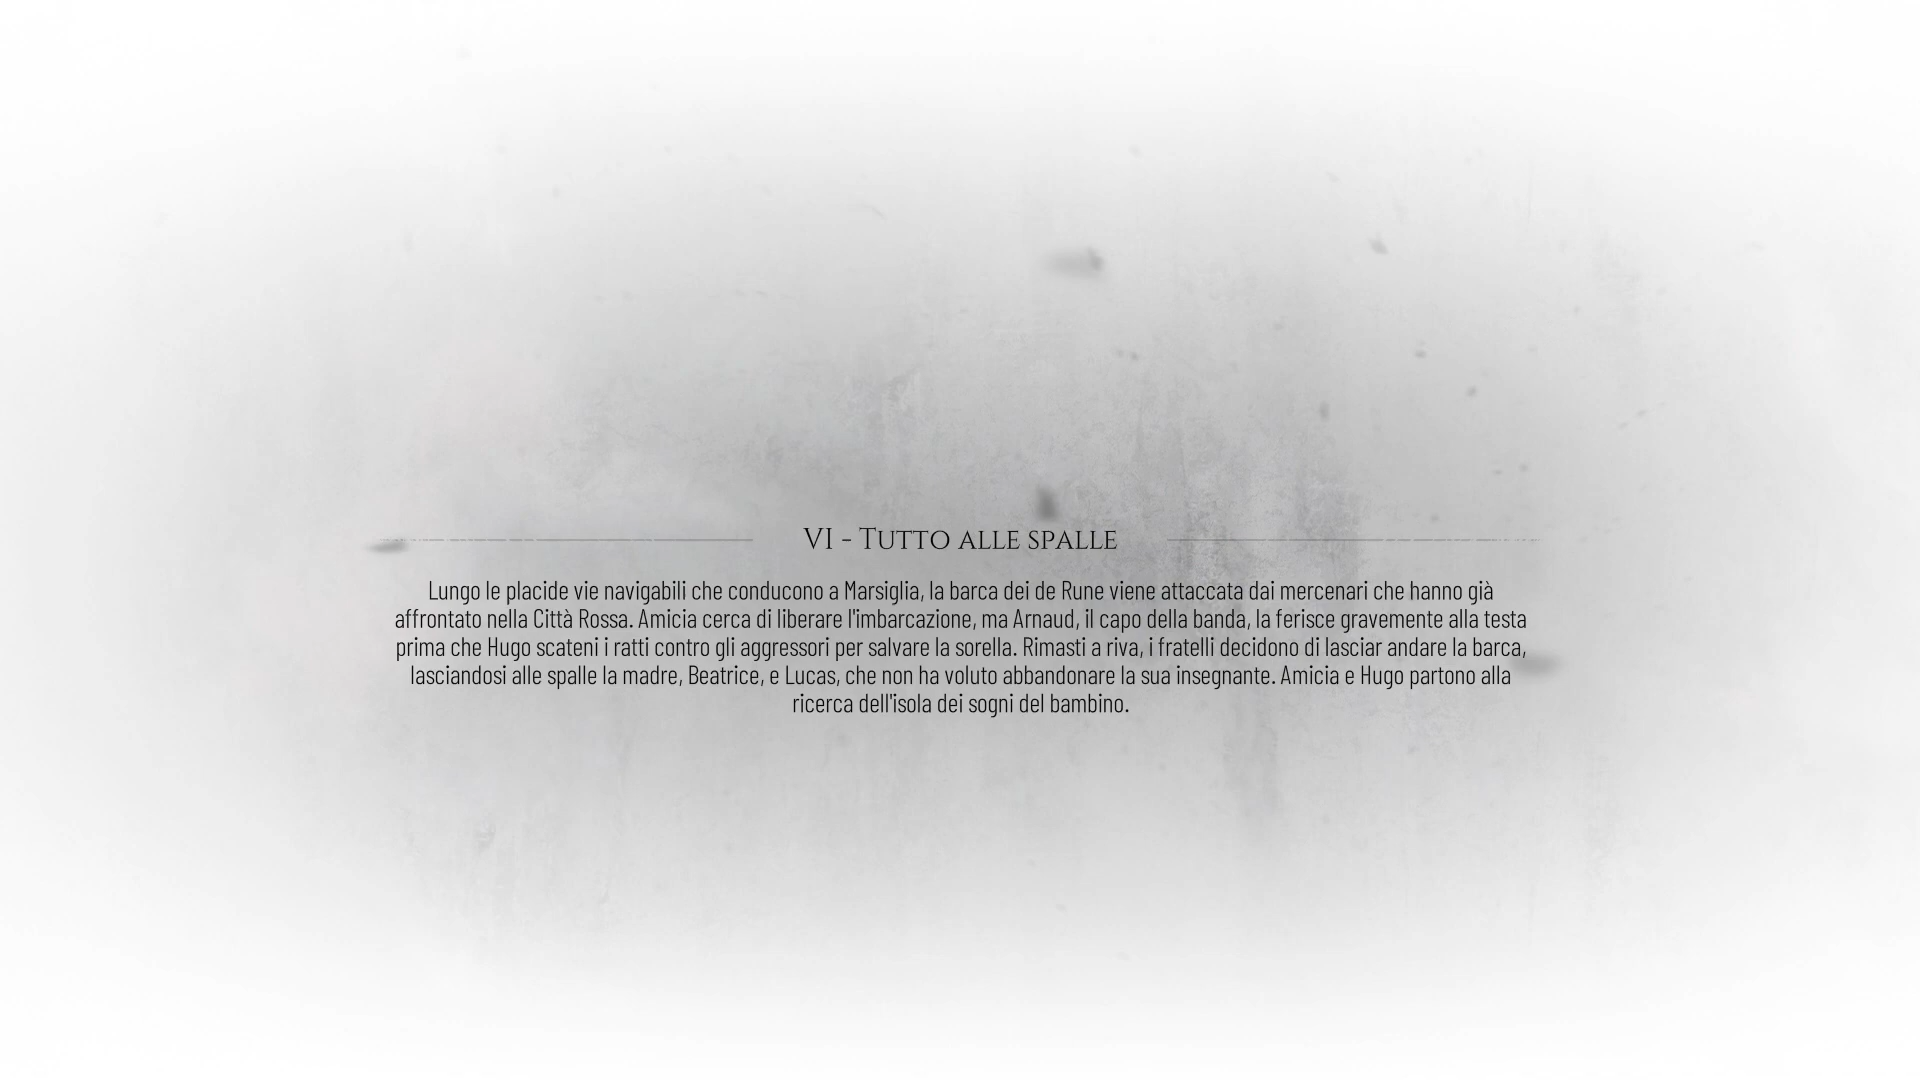 VI - Tutto alle spalle
Lungo le placide vie navigabili che conducono a Marsiglia, la barca dei de Rune viene attaccata dai mercenari che hanno già
affrontato nella Città Rossa. Amicia cerca di liberare l'imbarcazione, ma Arnaud, il capo della banda, la ferisce gravemente alla testa
prima che Hugo scateni i ratti contro gli aggressori per salvare la sorella. Rimasti a riva, i fratelli decidono di lasciar andare la barca,
lasciandosi alle spalle la madre, Beatrice, e Lucas, che non ha voluto abbandonare la sua insegnante. Amicia e Hugo partono alla
ricerca dell'isola dei sogni del bambino.